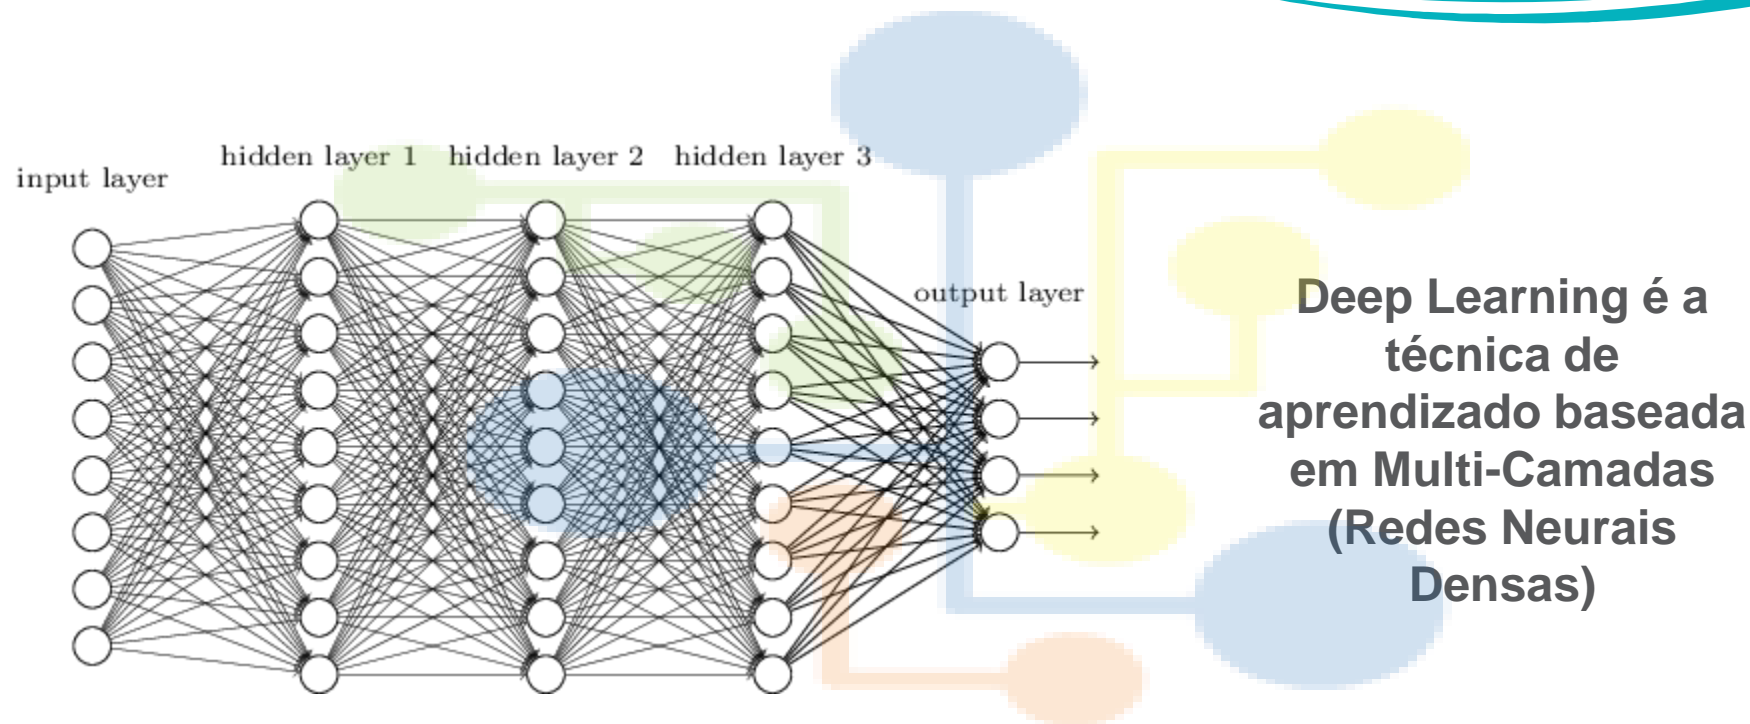 input layer
hidden layer 1
hidden layer 2
hidden layer 3
output layer
Deep Learning é a
técnica de
aprendizado baseada
em Multi-Camadas
(Redes Neurais
Densas)